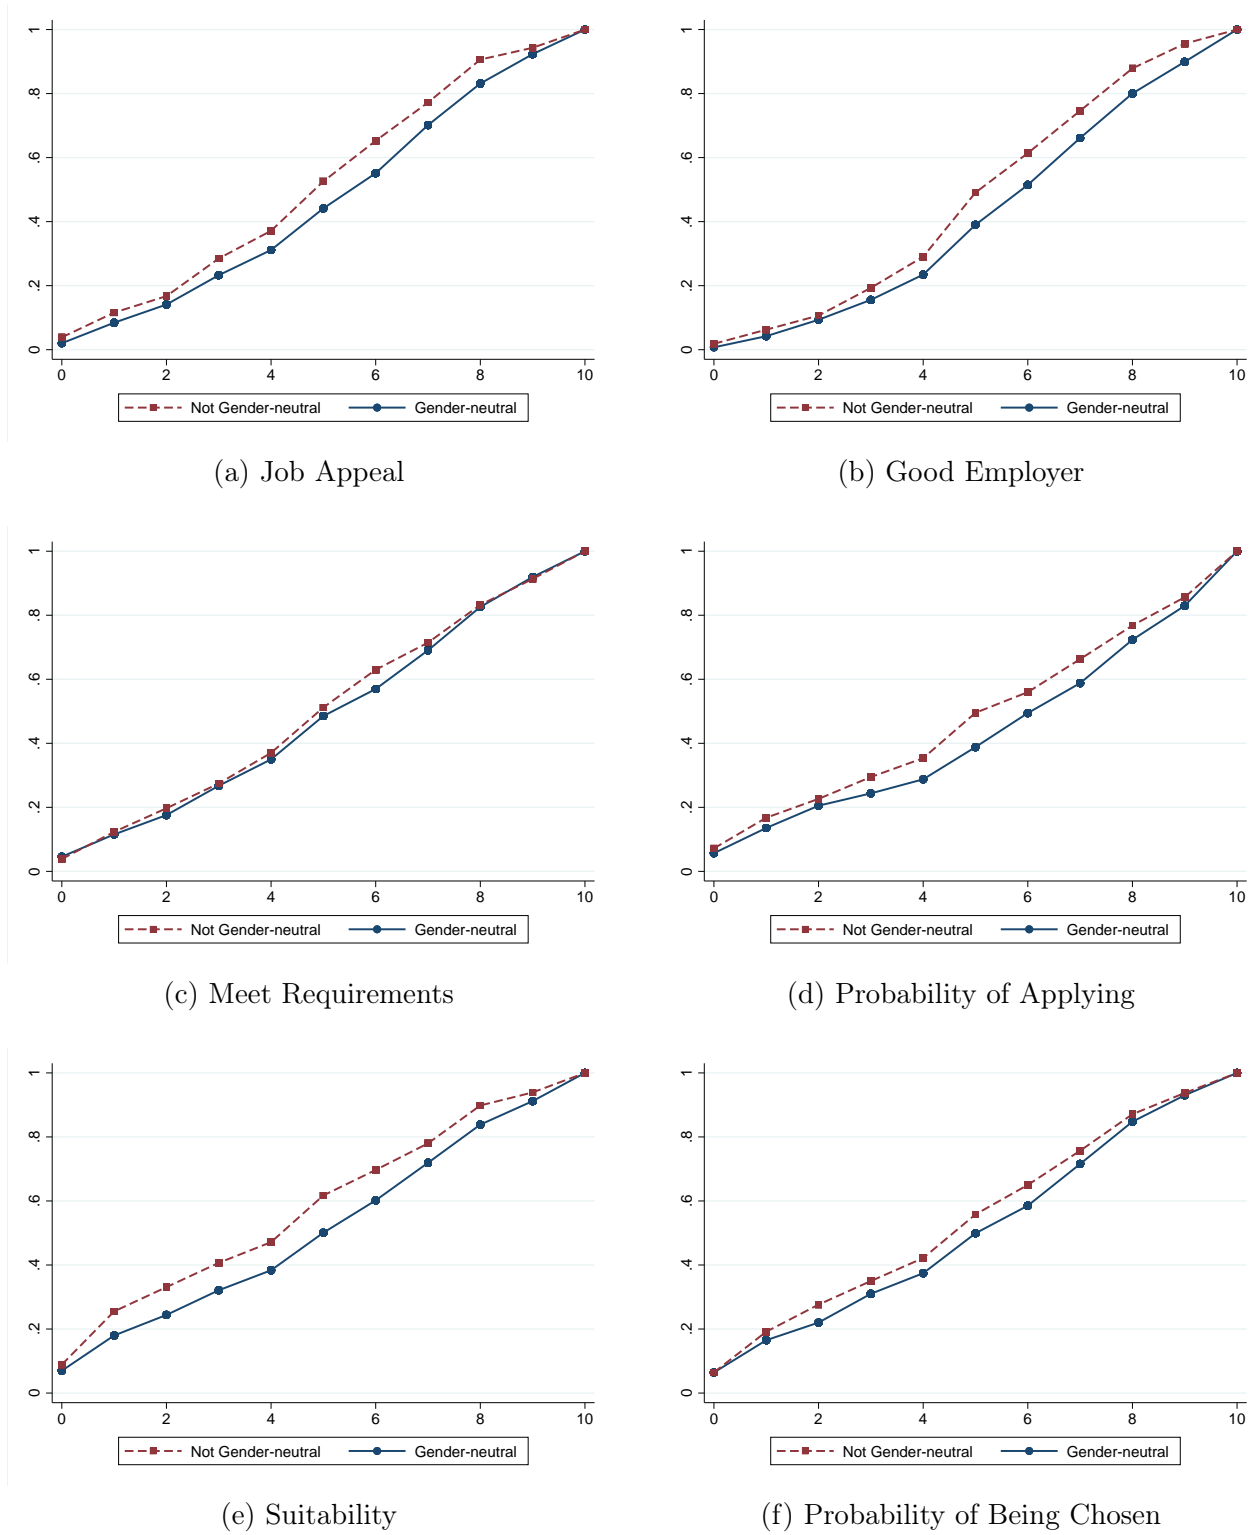 1
.8
.6
.4
.2
0
0 2 4 6 8 10
Not Gender-neutral Gender-neutral
(a) Job Appeal
1
.8
.6
.4
.2
0
0 2 4 6 8 10
Not Gender-neutral Gender-neutral
(b) Good Employer
1
.8
.6
.4
.2
0
0 2 4 6 8 10
Not Gender-neutral Gender-neutral
(c) Meet Requirements
1
.8
.6
.4
.2
0
0 2 4 6 8 10
Not Gender-neutral Gender-neutral
(d) Probability of Applying
1
.8
.6
.4
.2
0
0 2 4 6 8 10
Not Gender-neutral Gender-neutral
(e) Suitability
1
.8
.6
.4
.2
0
0 2 4 6 8 10
Not Gender-neutral Gender-neutral
(f) Probability of Being Chosen